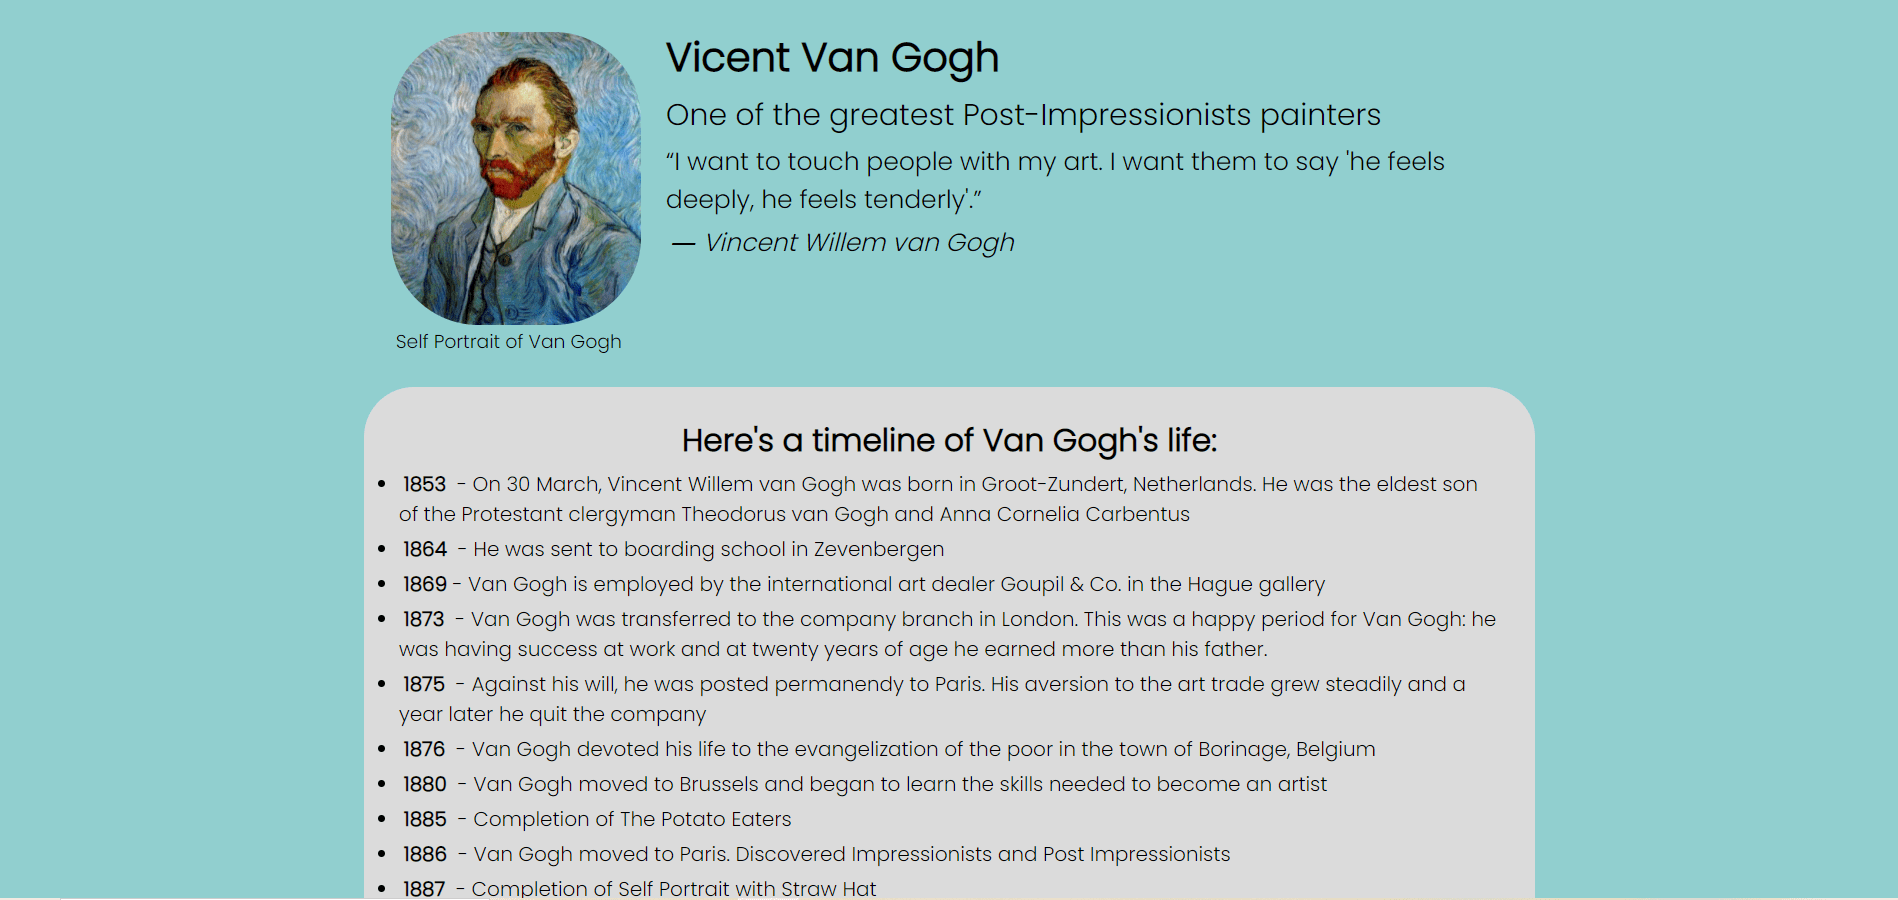 Vicent Van Gogh
One of the greatest Post-Impressionists painters
“I want to touch people with my art. I want them to say 'he feels
deeply, he feels tenderly'.”
— Vincent Willem van Gogh
Self Portrait of Van Gogh
Here's a timeline of Van Gogh's life:
• 1853 - On 30 March, Vincent Willem van Gogh was born in Groot-Zundert, Netherlands. He was the eldest son
of the Protestant clergyman Theodorus van Gogh and Anna Cornelia Carbentus
• 1864 - He was sent to boarding school in Zevenbergen
• 1869 - Van Gogh is employed by the international art dealer Goupil & Co. in the Hague gallery
• 1873 - Van Gogh was transferred to the company branch in London. This was a happy period for Van Gogh: he
was having success at work and at twenty years of age he earned more than his father.
• 1875 - Against his will, he was posted permanendy to Paris. His aversion to the art trade grew steadily and a
year later he quit the company
• 1876 - Van Gogh devoted his life to the evangelization of the poor in the town of Borinage, Belgium
• 1880 - Van Gogh moved to Brussels and began to learn the skills needed to become an artist
• 1885 - Completion of The Potato Eaters
• 1886 - Van Gogh moved to Paris. Discovered Impressionists and Post Impressionists
• 1887 - Completion of Self Portrait with Straw Hat